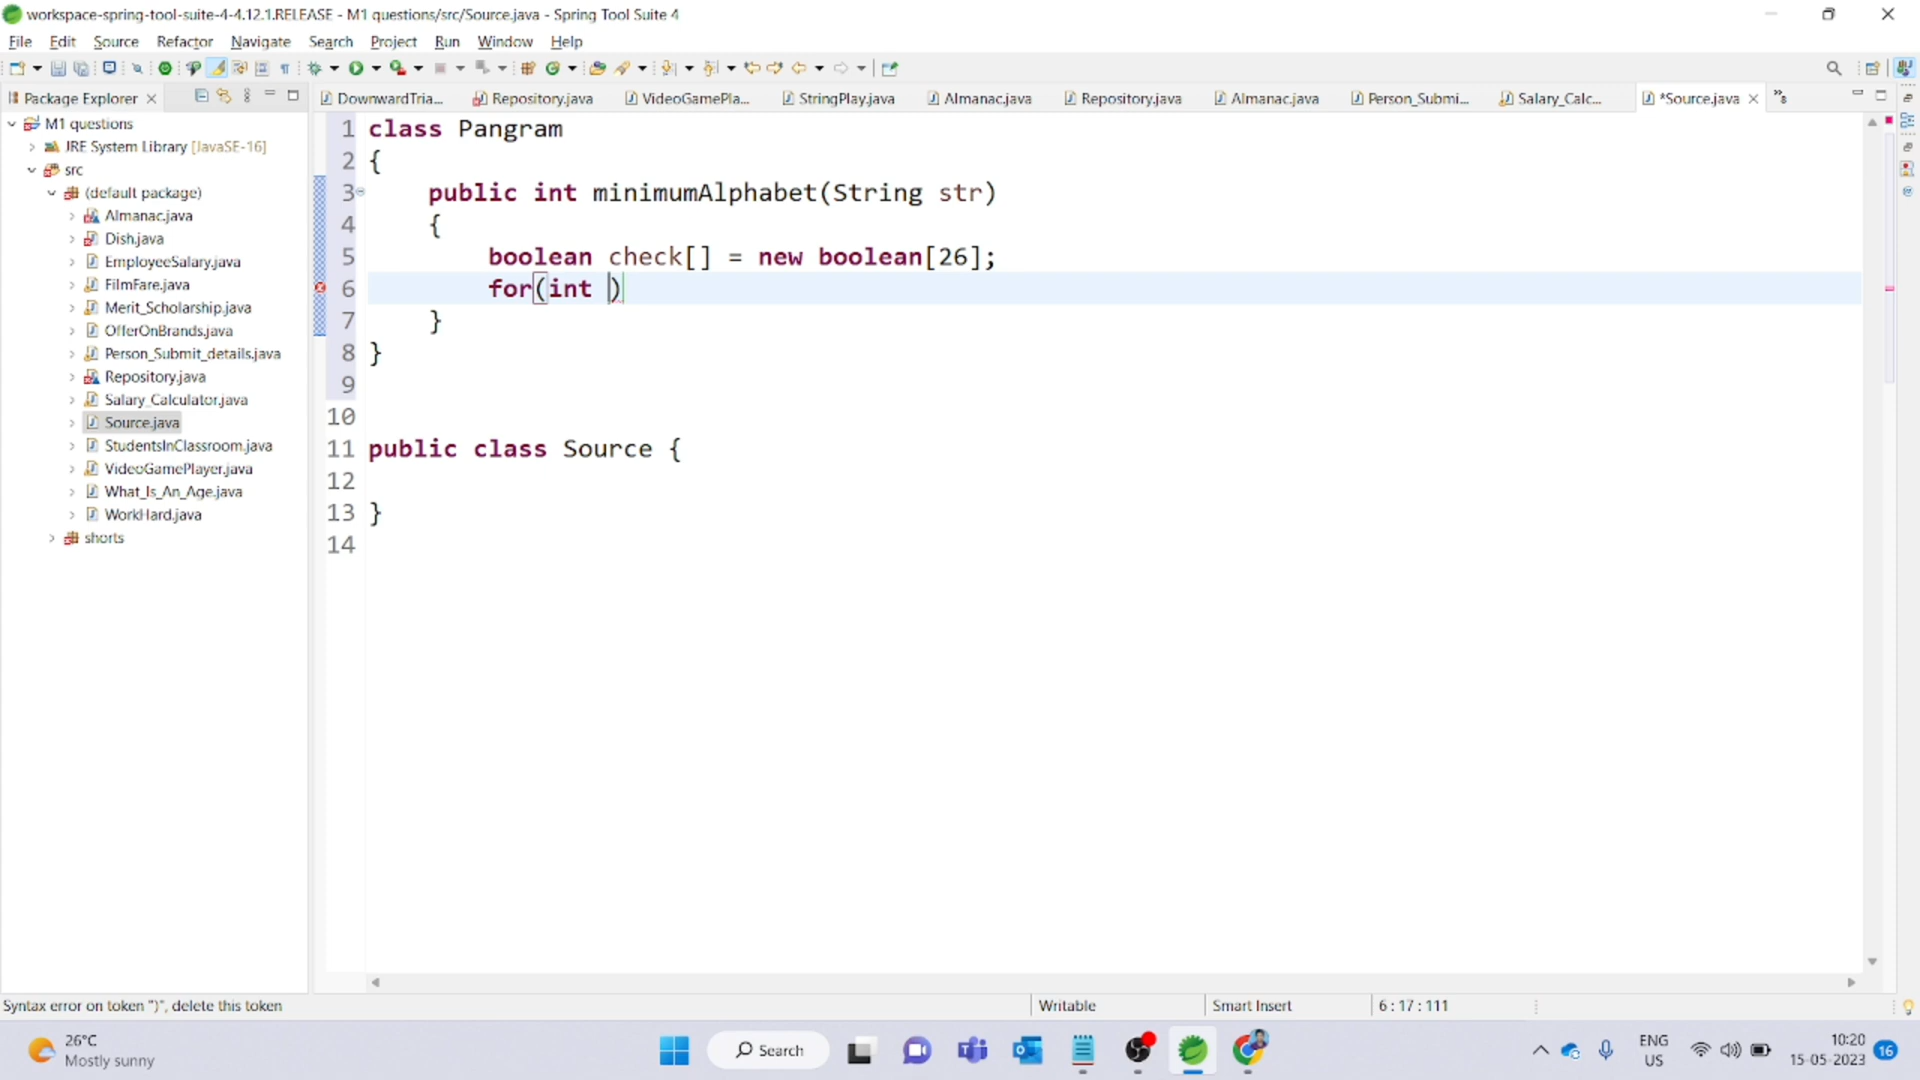 workspace-spring-tool-suite-4-4.12.1.RELEASE - M1 questions/src/Source.java - Spring Tool Suite 4
File Edit Source Refactor Navigate Search Project Run Window Help
Package Explorer
DownwardTria... Repository.java VideoGamePla... StringPlay.java Almanac.java Repository.java Almanac.java Person_Submi... Salary_Calc... *Source.java »8
M1 questions
JRE System Library [JavaSE-16]
src
(default package)
Almanac.java
Dish.java
EmployeeSalary.java
FilmFare.java
Merit_Scholarship.java
OfferOnBrands.java
Person_Submit_details.java
Repository.java
Salary_Calculator.java
Source.java
StudentsInClassroom.java
VideoGamePlayer.java
What_Is_An_Age.java
WorkHard.java
shorts
1 class Pangram
2 {
3 public int minimumAlphabet(String str)
4 {
5 boolean check[] = new boolean[26];
6 for(int )
7 }
8 }
9
10
11 public class Source {
12
13 }
14
Syntax error on token ")", delete this token
Writable
Smart Insert
6 : 17 : 111
26°C
Mostly sunny
Search
ENG
US
10:20
15-05-2023
16